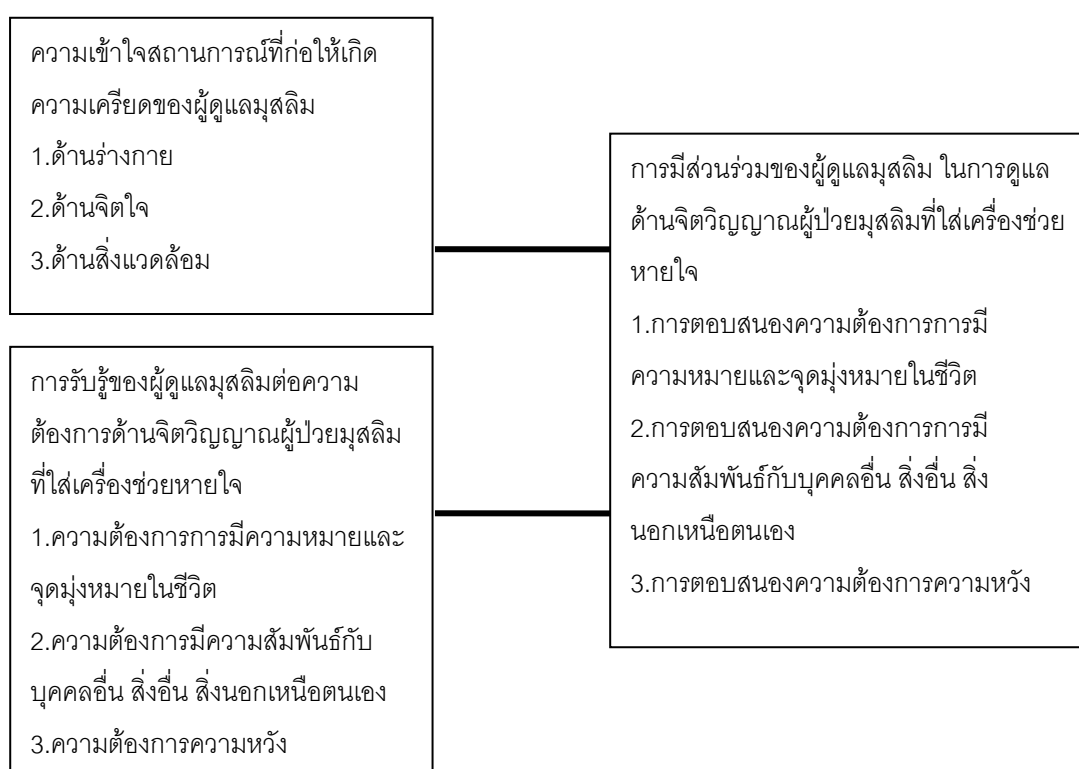 ความเข้าใจสถานการณ์ที่ก่อให้เกิด
ความเครียดของผู้ดูแลมุสลิม
1.ด้านร่างกาย
2.ด้านจิตใจ
3.ด้านสิ่งแวดล้อม
การรับรู้ของผู้ดูแลมุสลิมต่อความ
ต้องการด้านจิตวิญญาณผู้ป่วยมุสลิม
ที่ใส่เครื่องช่วยหายใจ
1.ความต้องการการมีความหมายและ
จุดมุ่งหมายในชีวิต
2.ความต้องการมีความสัมพันธ์กับ
บุคคลอื่น สิ่งอื่น สิ่งนอกเหนือตนเอง
3.ความต้องการความหวัง
การมีส่วนร่วมของผู้ดูแลมุสลิม ในการดูแล
ด้านจิตวิญญาณผู้ป่วยมุสลิมที่ใส่เครื่องช่วย
หายใจ
1.การตอบสนองความต้องการการมี
ความหมายและจุดมุ่งหมายในชีวิต
2.การตอบสนองความต้องการการมี
ความสัมพันธ์กับบุคคลอื่น สิ่งอื่น สิ่ง
นอกเหนือตนเอง
3.การตอบสนองความต้องการความหวัง